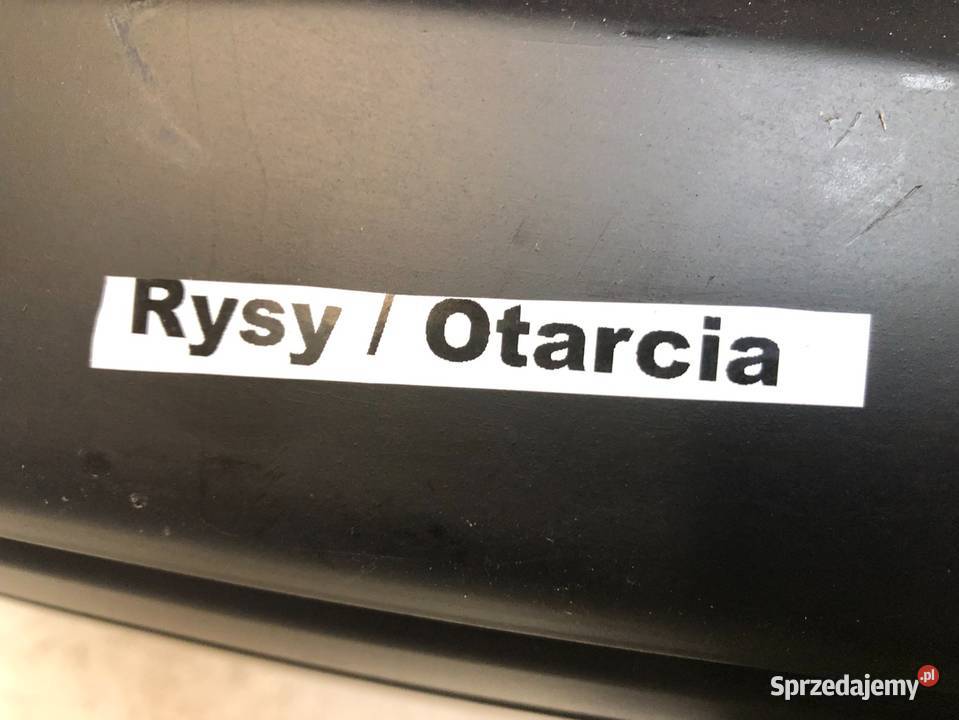 Rysy / Otarcia
Sprzedajemy.pl